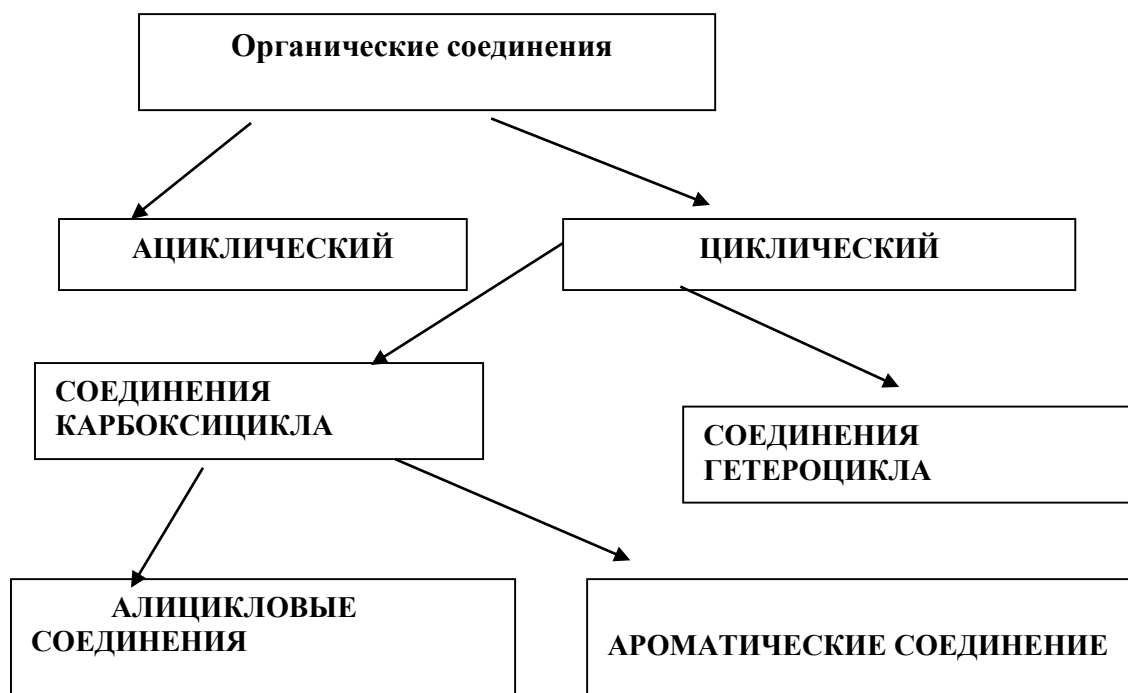 Органические соединения
АЦИКЛИЧЕСКИЙ
ЦИКЛИЧЕСКИЙ
СОЕДИНЕНИЯ
КАРБОКСИЦИКЛА
СОЕДИНЕНИЯ
ГЕТЕРОЦИКЛА
АЛИЦИКЛОВЫЕ
СОЕДИНЕНИЯ
АРОМАТИЧЕСКИЕ СОЕДИНЕНИЕ